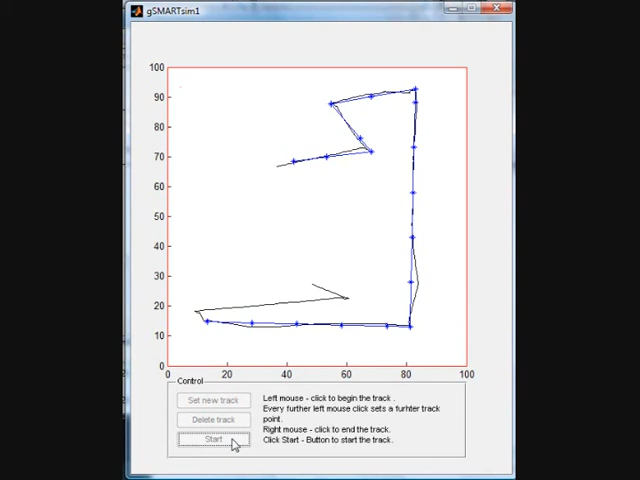 gSMARTsim1
100
90
80
70
60
50
40
30
20
10
0
0 20 40 60 80 100
Control
Set new track
Delete track
Start
Left mouse - click to begin the track .
Every further left mouse click sets a furhter track
point.
Right mouse - click to end the track.
Click Start - Button to start the track.